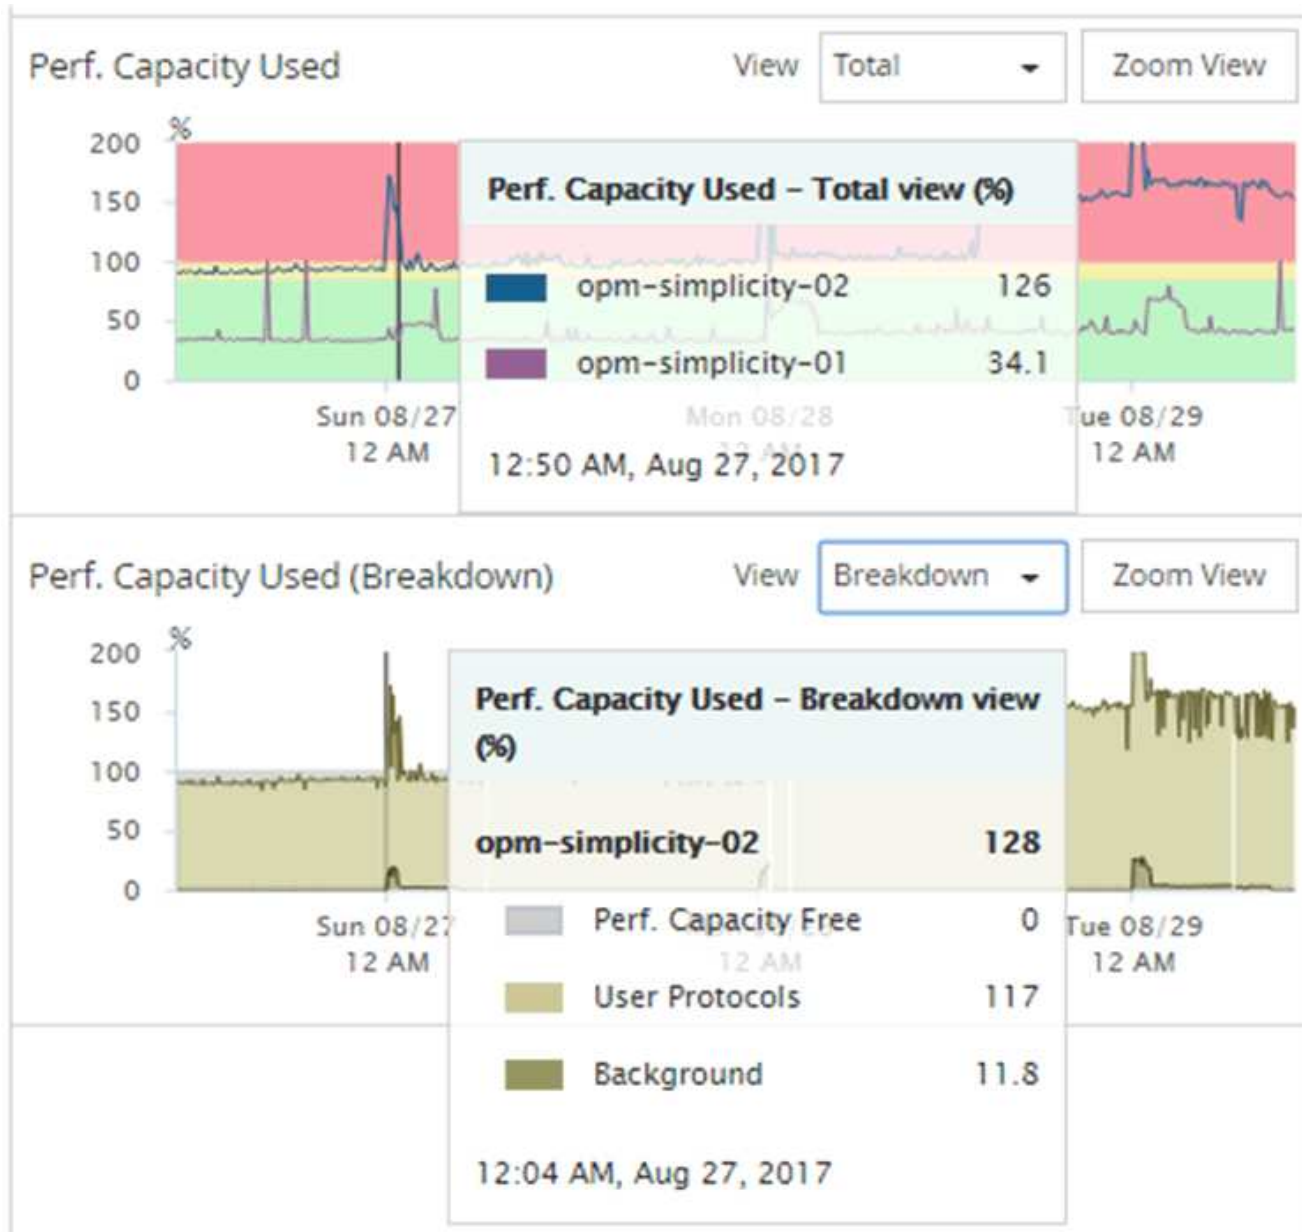 Perf. Capacity Used View Total Zoom View
%
200
150
100
50
0
Sun 08/27
12 AM
Mon 08/28
12 AM
Tue 08/29
12 AM
Perf. Capacity Used – Total view (%)
opm-simplicity-02 126
opm-simplicity-01 34.1
12:50 AM, Aug 27, 2017
Perf. Capacity Used (Breakdown) View Breakdown Zoom View
%
200
150
100
50
0
Sun 08/27
12 AM
12 AM
Tue 08/29
12 AM
Perf. Capacity Used – Breakdown view
(%)
opm-simplicity-02 128
Perf. Capacity Free 0
User Protocols 117
Background 11.8
12:04 AM, Aug 27, 2017